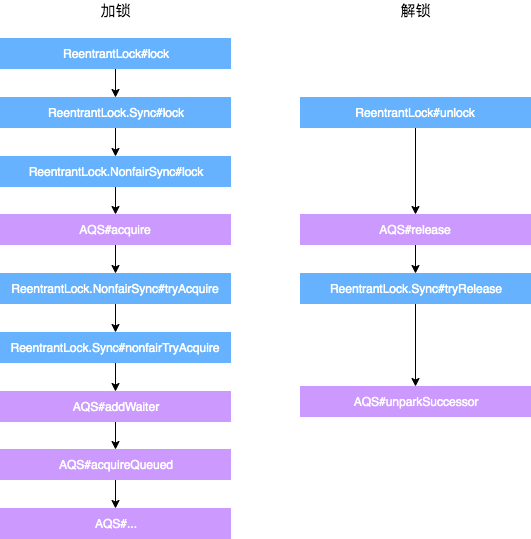 加锁
解锁
ReentrantLock#lock
ReentrantLock.Sync#lock
ReentrantLock.NonfairSync#lock
AQS#acquire
ReentrantLock.NonfairSync#tryAcquire
ReentrantLock.Sync#nonfairTryAcquire
AQS#addWaiter
AQS#acquireQueued
AQS#...
ReentrantLock#unlock
AQS#release
ReentrantLock.Sync#tryRelease
AQS#unparkSuccessor